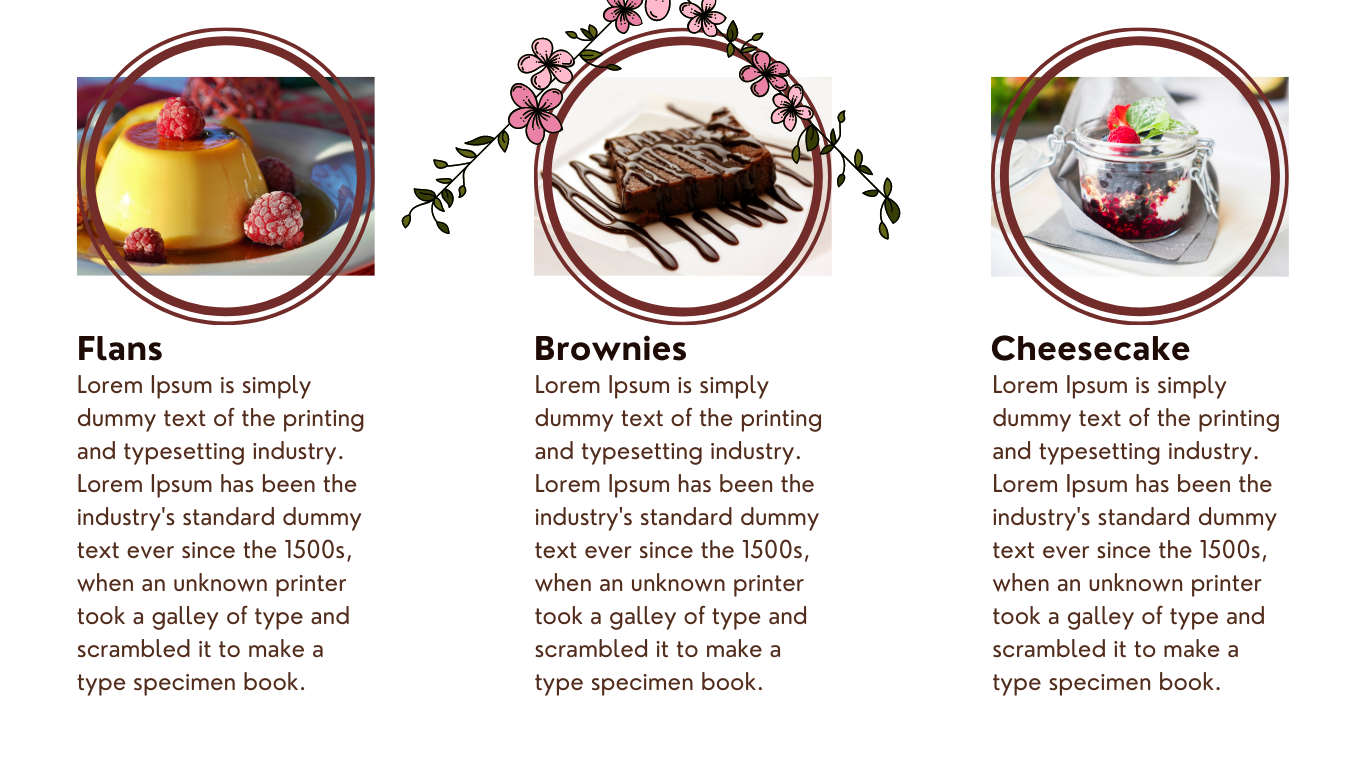 Flans
Lorem Ipsum is simply
dummy text of the printing
and typesetting industry.
Lorem Ipsum has been the
industry's standard dummy
text ever since the 1500s,
when an unknown printer
took a galley of type and
scrambled it to make a
type specimen book.
Brownies
Lorem Ipsum is simply
dummy text of the printing
and typesetting industry.
Lorem Ipsum has been the
industry's standard dummy
text ever since the 1500s,
when an unknown printer
took a galley of type and
scrambled it to make a
type specimen book.
Cheesecake
Lorem Ipsum is simply
dummy text of the printing
and typesetting industry.
Lorem Ipsum has been the
industry's standard dummy
text ever since the 1500s,
when an unknown printer
took a galley of type and
scrambled it to make a
type specimen book.